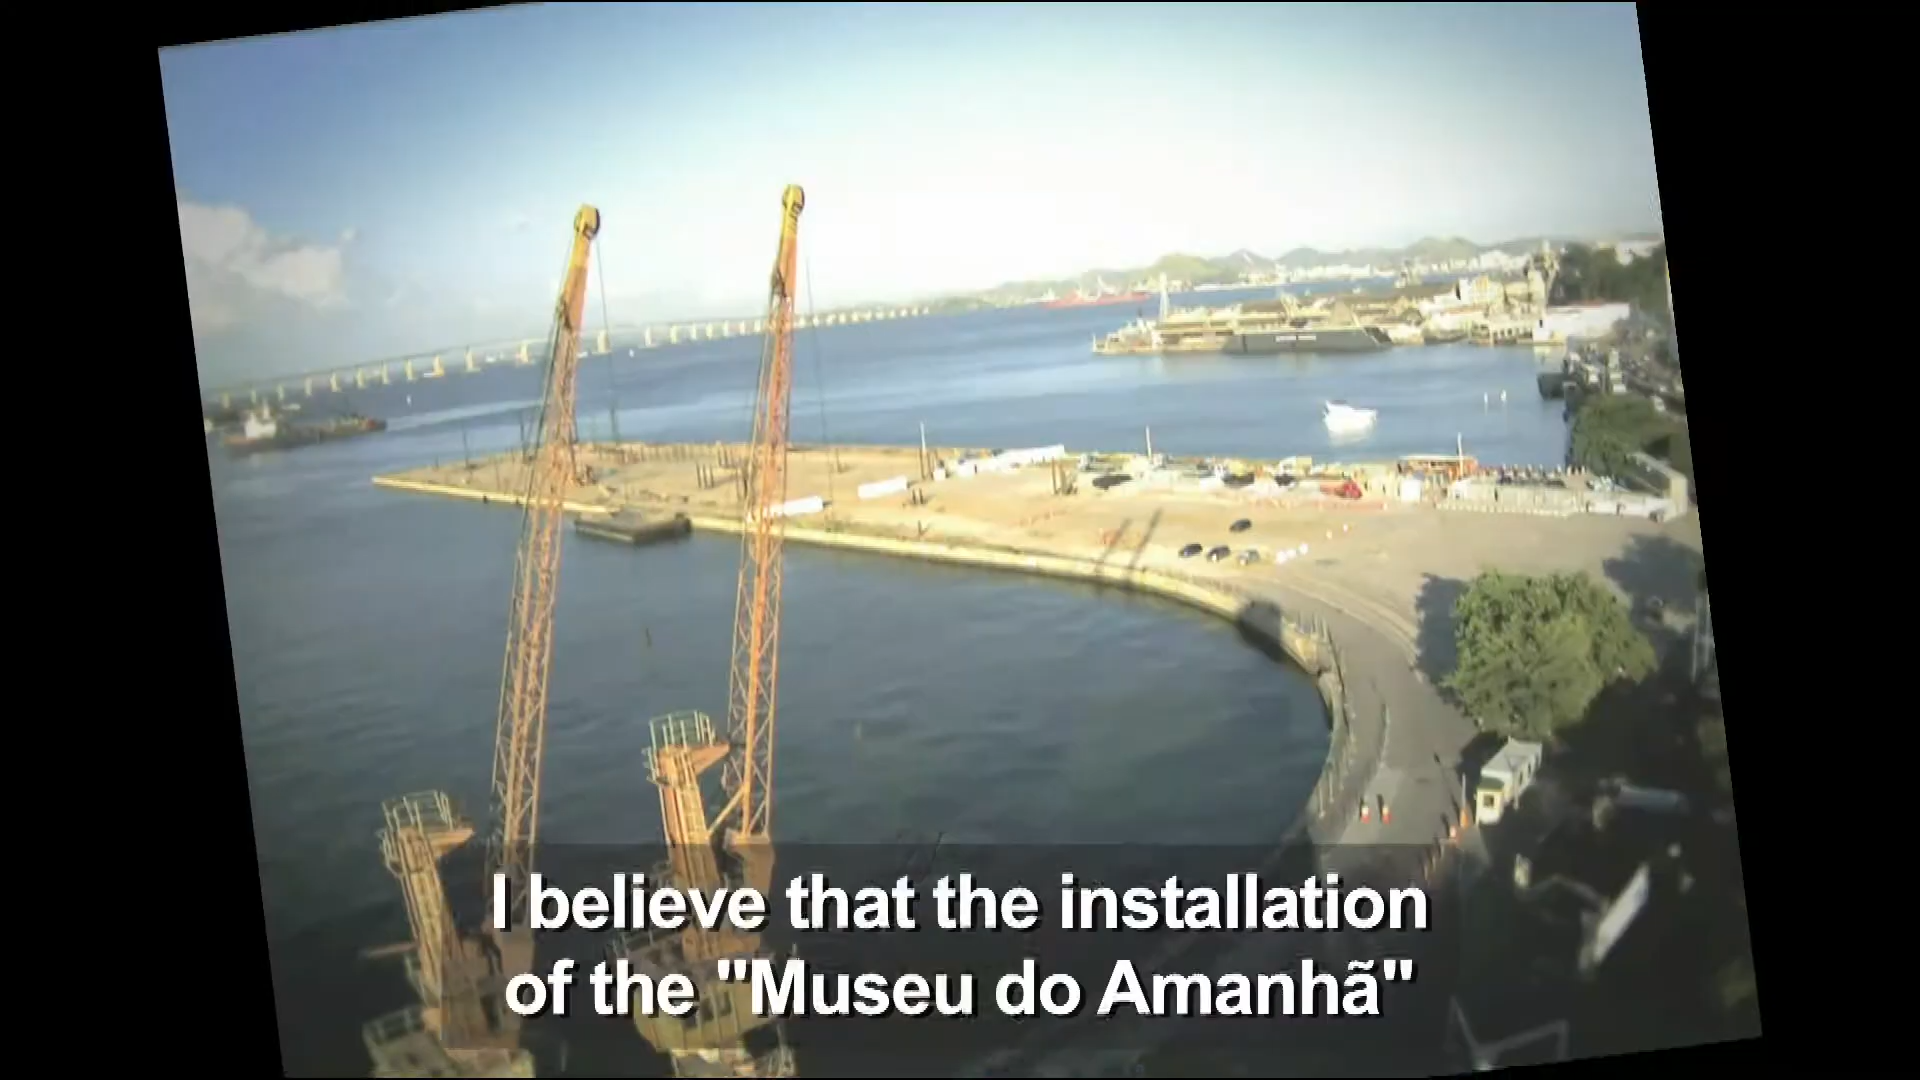 I believe that the installation
of the "Museu do Amanhã"